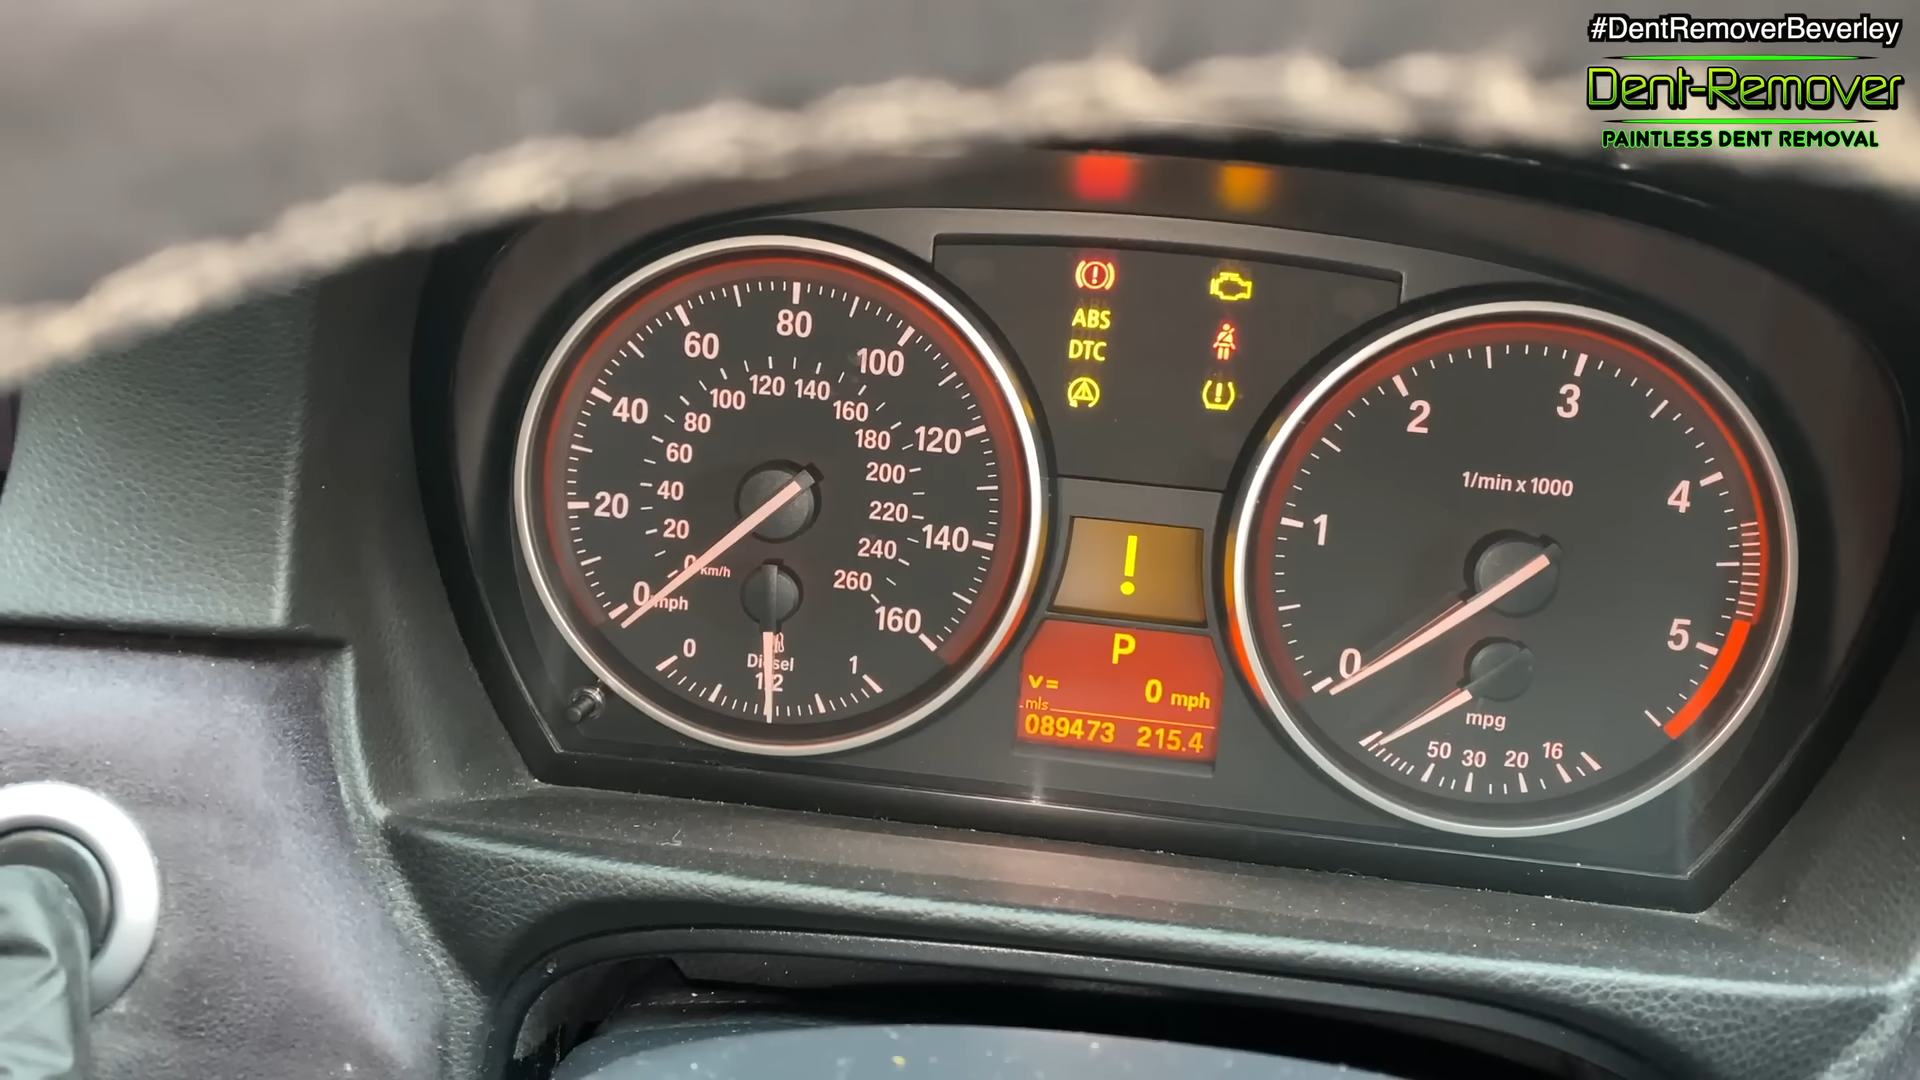 #DentRemoverBeverley
Dent-Remover
PAINTLESS DENT REMOVAL
ABS
DTC
0 20 40 60 80 100 120 140 160
mph
0 20 40 60 80 100 120 140 160 180 200 220 240 260
km/h
0 1/2 1
Diesel
!
P
v= 0 mph
mls
089473 215.4
0 1 2 3 4 5
1/min x 1000
mpg
50 30 20 16